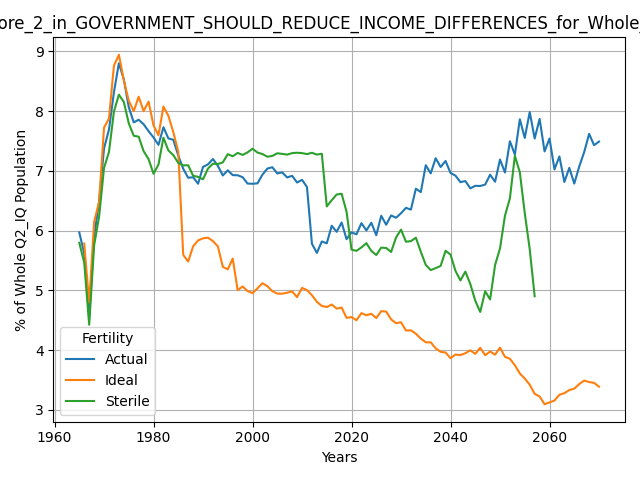 ore_2_in_GOVERNMENT_SHOULD_REDUCE_INCOME_DIFFERENCES_for_Whole_
9
8
7
6
5
4
3
% of Whole Q2_IQ Population
Fertility
Actual
Ideal
Sterile
1960 1980 2000 2020 2040 2060
Years